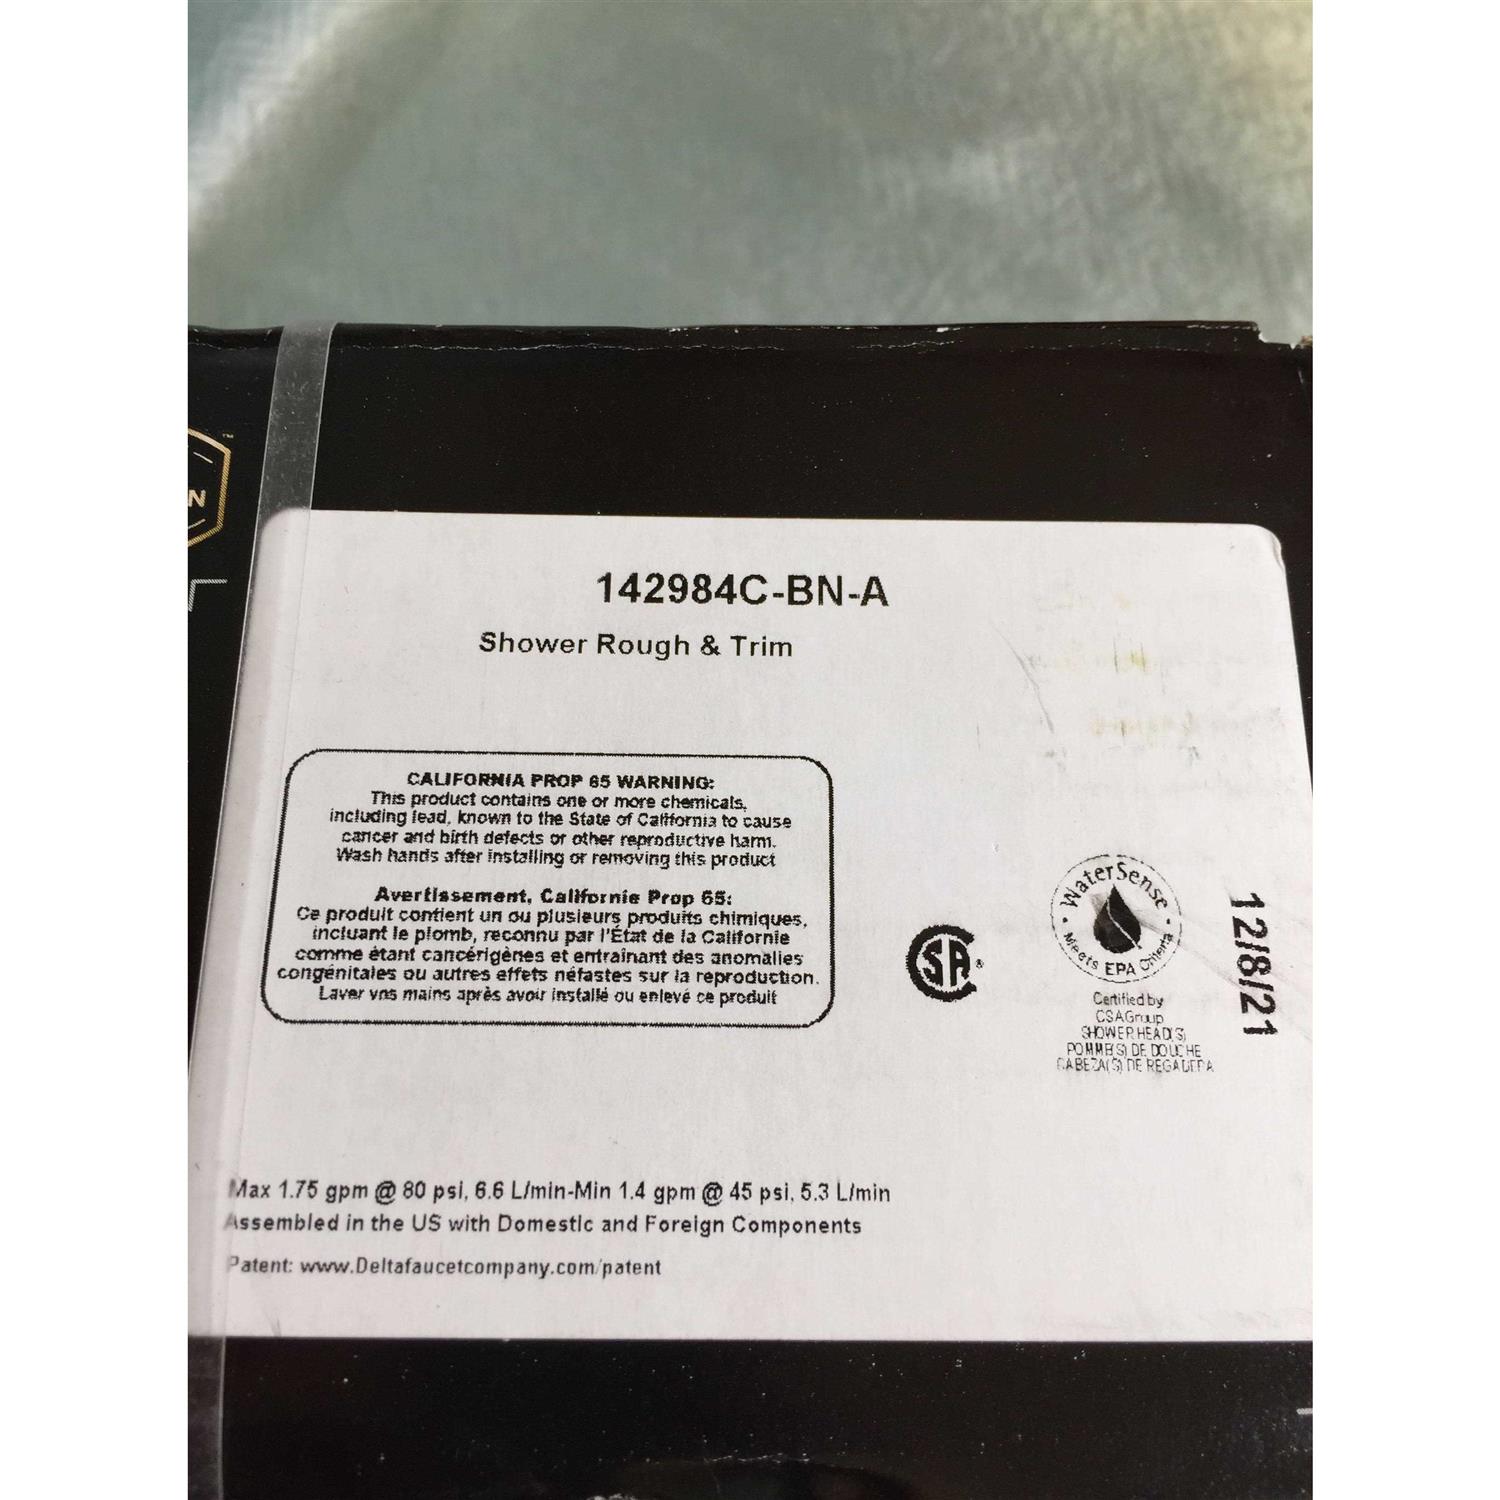 N
™
142984C-BN-A
Shower Rough & Trim
CALIFORNIA PROP 65 WARNING:
This product contains one or more chemicals,
including lead, known to the State of California to cause
cancer and birth defects or other reproductive harm.
Wash hands after installing or removing this product
Avertissement, Californie Prop 65:
Ce produit contient un ou plusieurs produits chimiques,
incluant le plomb, reconnu par l'État de la Californie
comme étant cancérigènes et entraînant des anomalies
congénitales ou autres effets néfastes sur la reproduction.
Laver vos mains après avoir installé ou enlevé ce produit
SA®
WaterSense
Meets EPA Criteria
Certified by
CSAGroup
SHOWERHEAD(S)
POMME(S) DE DOUCHE
CABEZA(S) DE REGADERA
12/8/21
Max 1.75 gpm @ 80 psi, 6.6 L/min-Min 1.4 gpm @ 45 psi, 5.3 L/min
Assembled in the US with Domestic and Foreign Components
Patent: www.Deltafaucetcompany.com/patent